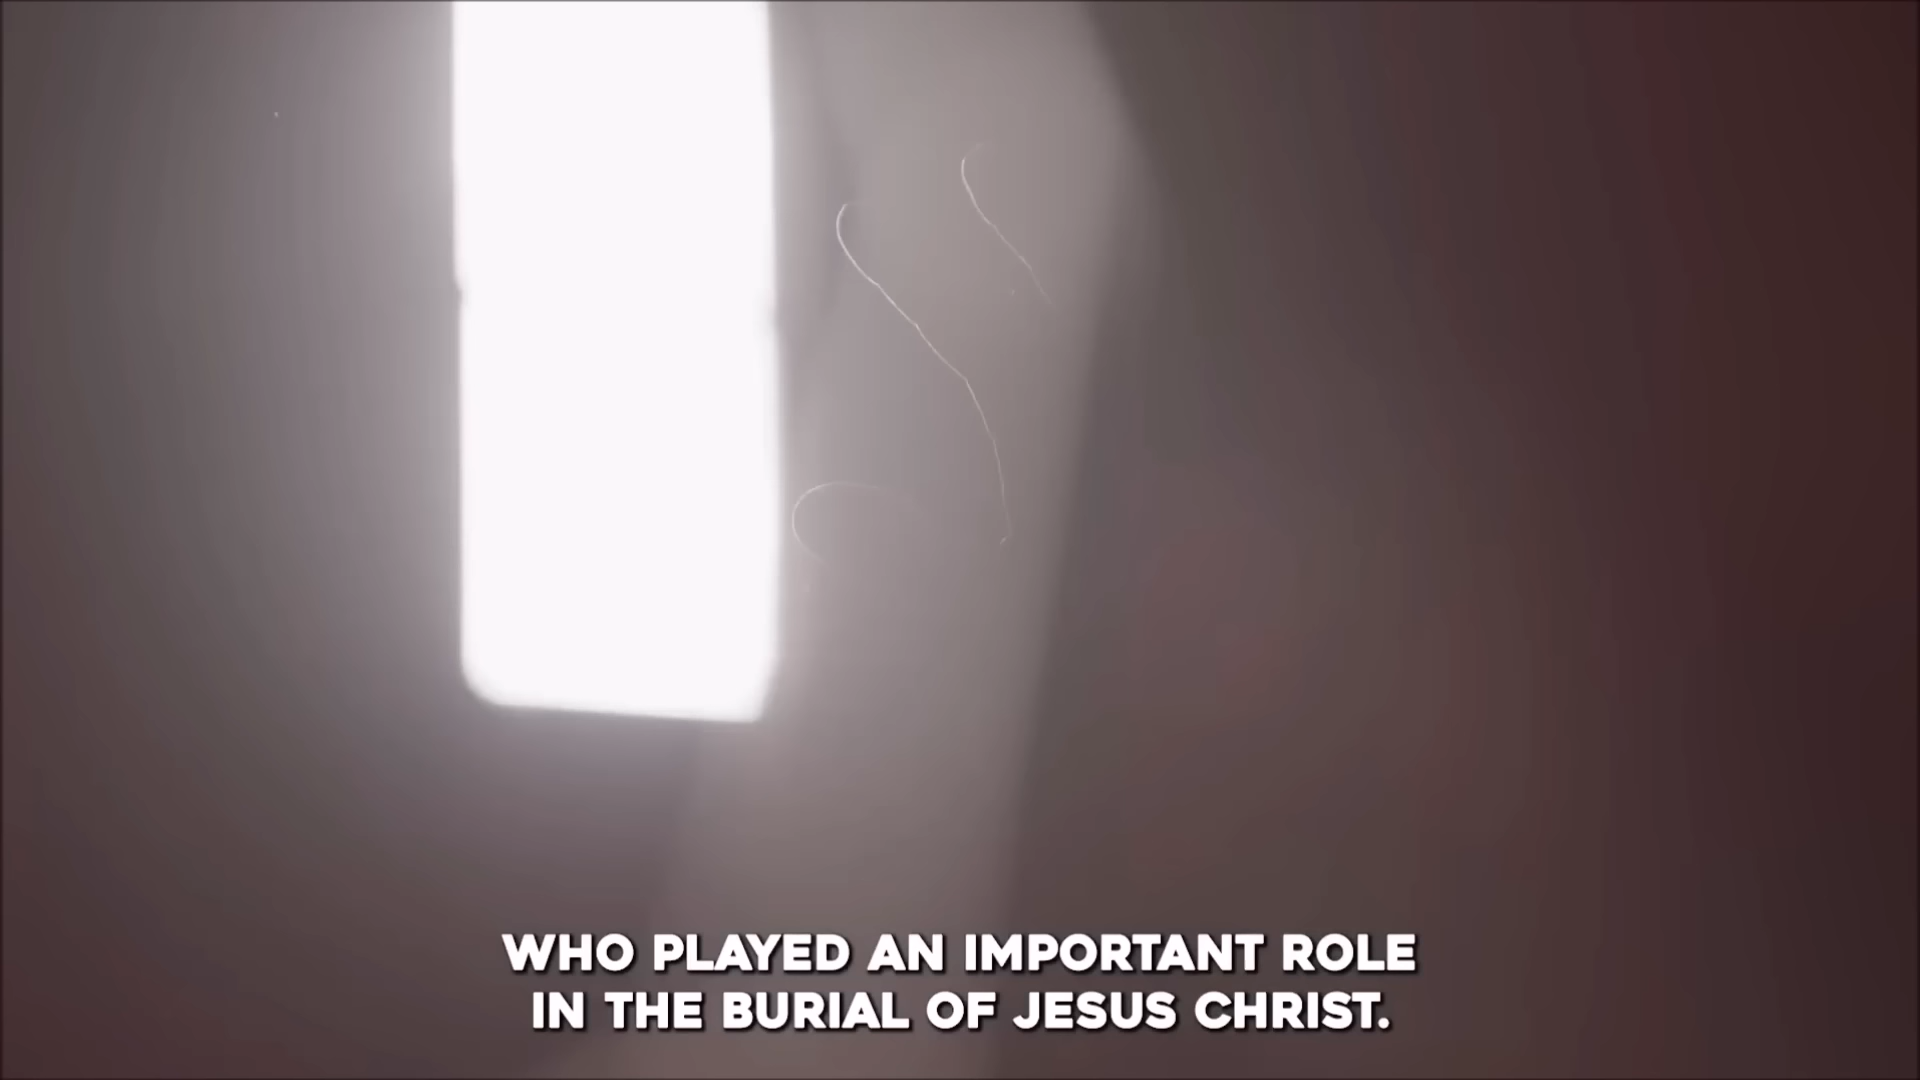 WHO PLAYED AN IMPORTANT ROLE
IN THE BURIAL OF JESUS CHRIST.